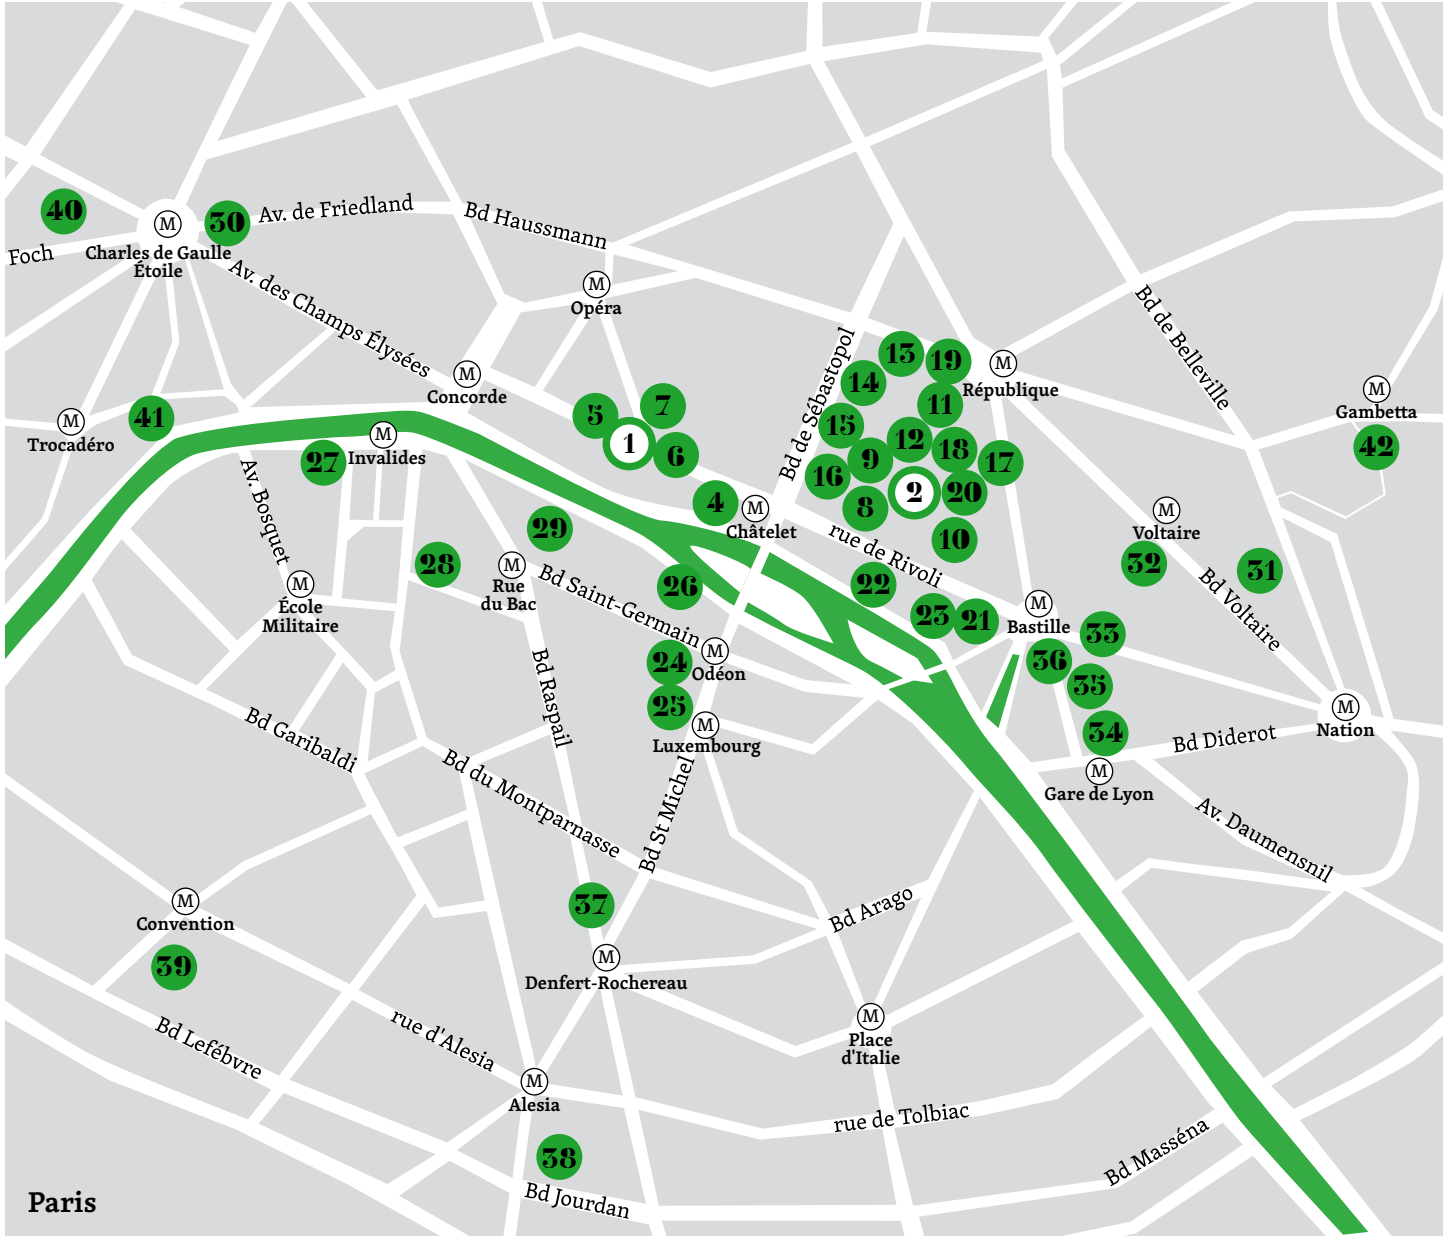 40
M
30
Av. de Friedland
Bd Haussmann
Foch
Charles de Gaulle
Étoile
Av. des Champs Élysées
M
Opéra
Bd de Belleville
M
Concorde
Bd de Sébastopol
13
19
M
République
14
11
M
Gambetta
42
M
Trocadéro
41
27
M
Invalides
5
7
1
6
15
12
18
17
9
16
2
20
8
10
4
M
Châtelet
rue de Rivoli
M
Voltaire
32
31
Bd Voltaire
Av. Bosquet
29
28
M
Rue
du Bac
Bd Saint-Germain
26
22
23
21
M
Bastille
33
36
35
34
M
École
Militaire
24
M
Odéon
25
M
Luxembourg
Bd Raspail
Bd Garibaldi
Bd du Montparnasse
Bd St Michel
M
Nation
Bd Diderot
M
Gare de Lyon
Av. Daumensnil
M
Convention
39
37
Bd Arago
M
Denfert-Rochereau
M
Place
d'Italie
Bd Lefébvre
rue d'Alesia
M
Alesia
rue de Tolbiac
38
Bd Jourdan
Bd Masséna
Paris